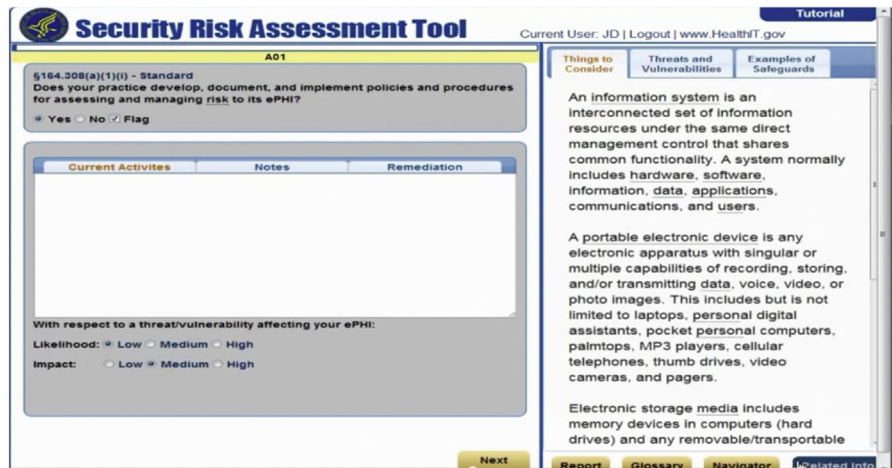 Tutorial
Security Risk Assessment Tool
Current User: JD | Logout | www.HealthIT.gov
A01
§164.308(a)(1)(i) - Standard
Does your practice develop, document, and implement policies and procedures
for assessing and managing risk to its ePHI?
Yes No Flag
Current Activites Notes Remediation
With respect to a threat/vulnerability affecting your ePHI:
Likelihood: Low Medium High
Impact: Low Medium High
Next
Things to Consider
Threats and Vulnerabilities
Examples of Safeguards
An information system is an
interconnected set of information
resources under the same direct
management control that shares
common functionality. A system normally
includes hardware, software,
information, data, applications,
communications, and users.
A portable electronic device is any
electronic apparatus with singular or
multiple capabilities of recording, storing,
and/or transmitting data, voice, video, or
photo images. This includes but is not
limited to laptops, personal digital
assistants, pocket personal computers,
palmtops, MP3 players, cellular
telephones, thumb drives, video
cameras, and pagers.
Electronic storage media includes
memory devices in computers (hard
drives) and any removable/transportable
Report Glossary Navigator Related Info